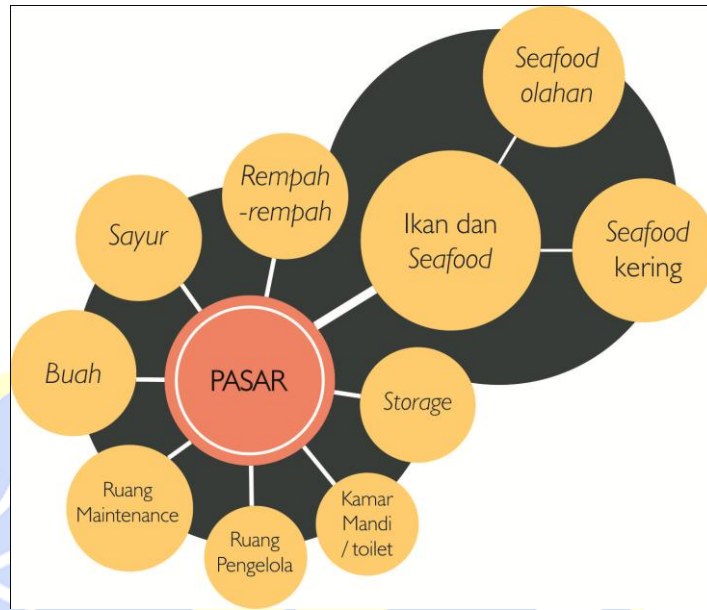 Seafood
olahan
Rempah
-rempah
Ikan dan
Seafood
Seafood
kering
Sayur
Buah
PASAR
Storage
Ruang
Maintenance
Ruang
Pengelola
Kamar
Mandi
/ toilet